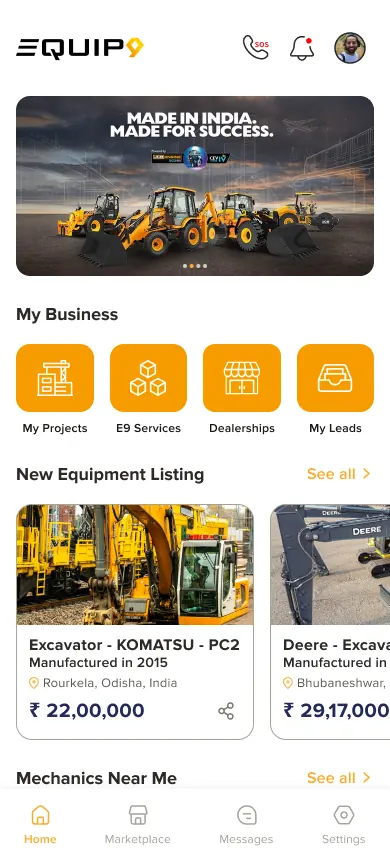 EQUIP9
SOS
MADE IN INDIA.
MADE FOR SUCCESS.
My Business
My Projects
E9 Services
Dealerships
My Leads
New Equipment Listing
See all
DEERE
Excavator - KOMATSU - PC2
Manufactured in 2015
Rourkela, Odisha, India
₹ 22,00,000
Deere - Excava
Manufactured in
Bhubaneshwar,
₹ 29,17,000
Mechanics Near Me
See all
Home
Marketplace
Messages
Settings